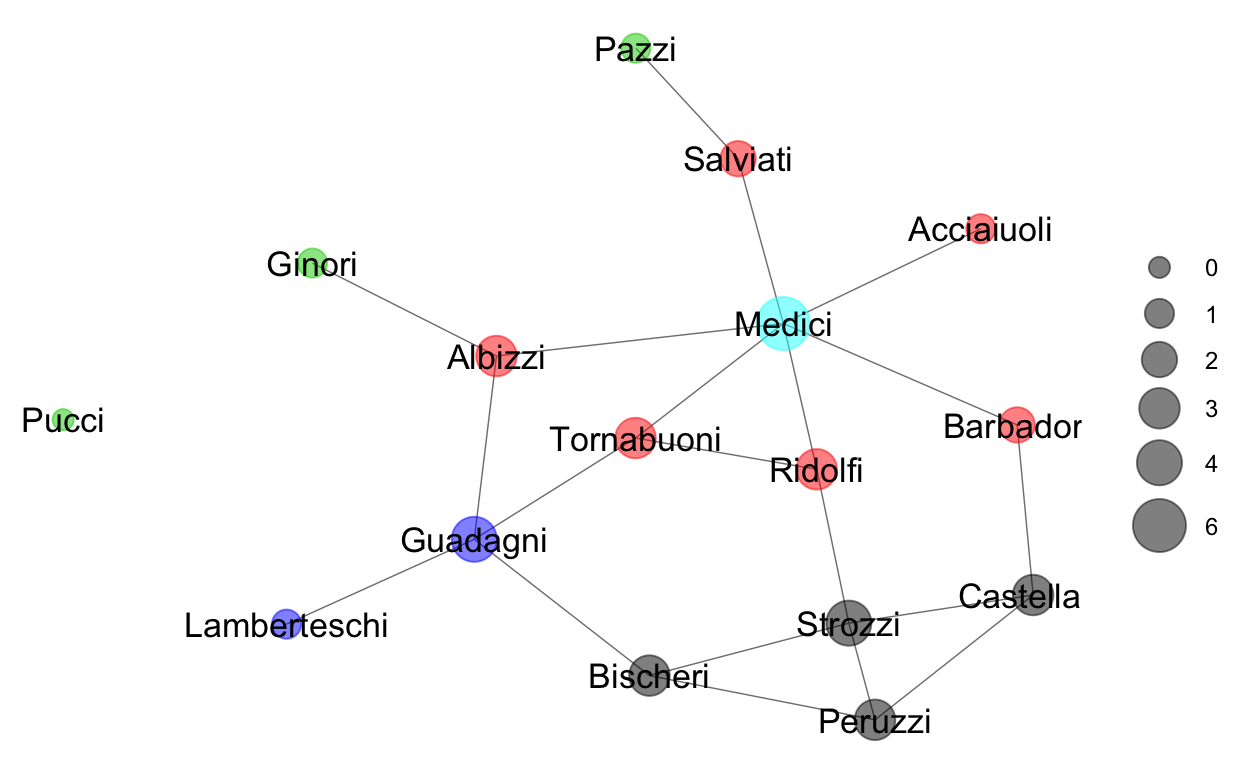 Pazzi
Salviati
Acciaiuoli
Ginori
0
1
Medici
Albizzi
2
3
Pucci
Barbador
Tornabuoni
Ridolfi
4
6
Guadagni
Castella
Lamberteschi
Strozzi
Bischeri
Peruzzi